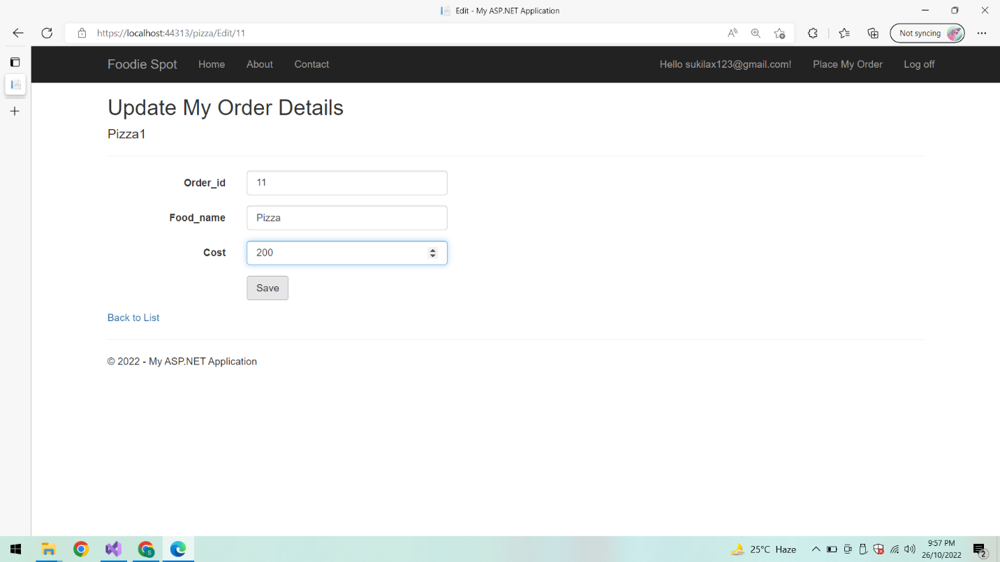 Edit - My ASP.NET Application
https://localhost:44313/pizza/Edit/11
Not syncing
Foodie Spot Home About Contact Hello sukilax123@gmail.com! Place My Order Log off
Update My Order Details
Pizza1
Order_id 11
Food_name Pizza
Cost 200
Save
Back to List
© 2022 - My ASP.NET Application
25°C Haze
9:57 PM
26/10/2022
2